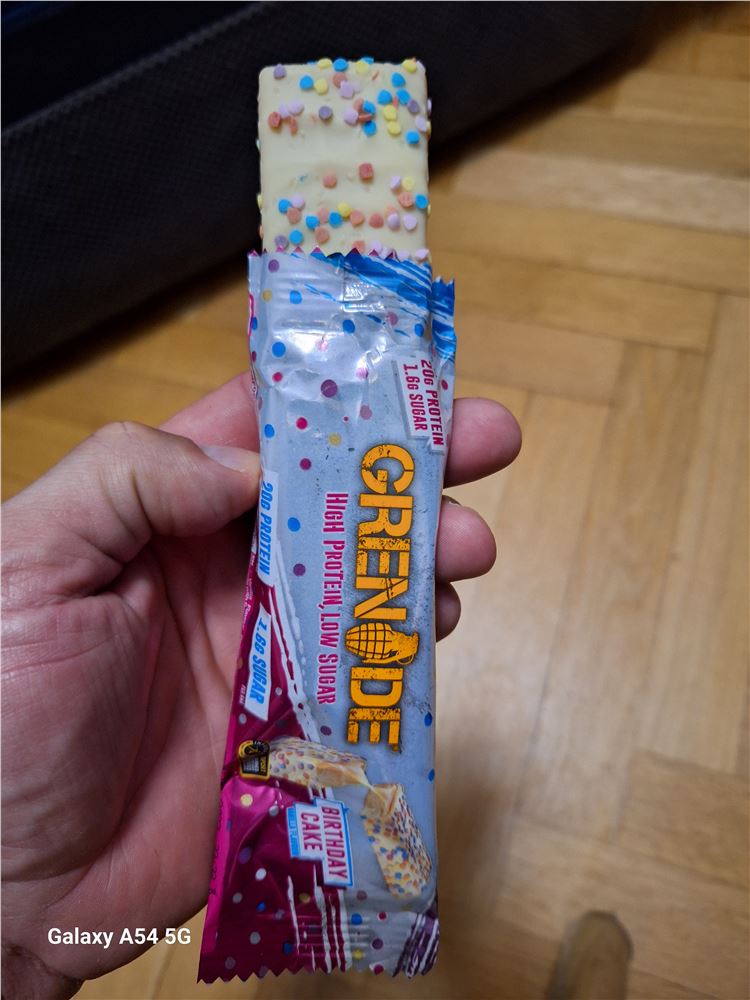 20G PROTEIN
1.6G SUGAR
GRENADE
HIGH PROTEIN, LOW SUGAR
20G PROTEIN
1.6G SUGAR
BIRTHDAY
CAKE
Galaxy A54 5G